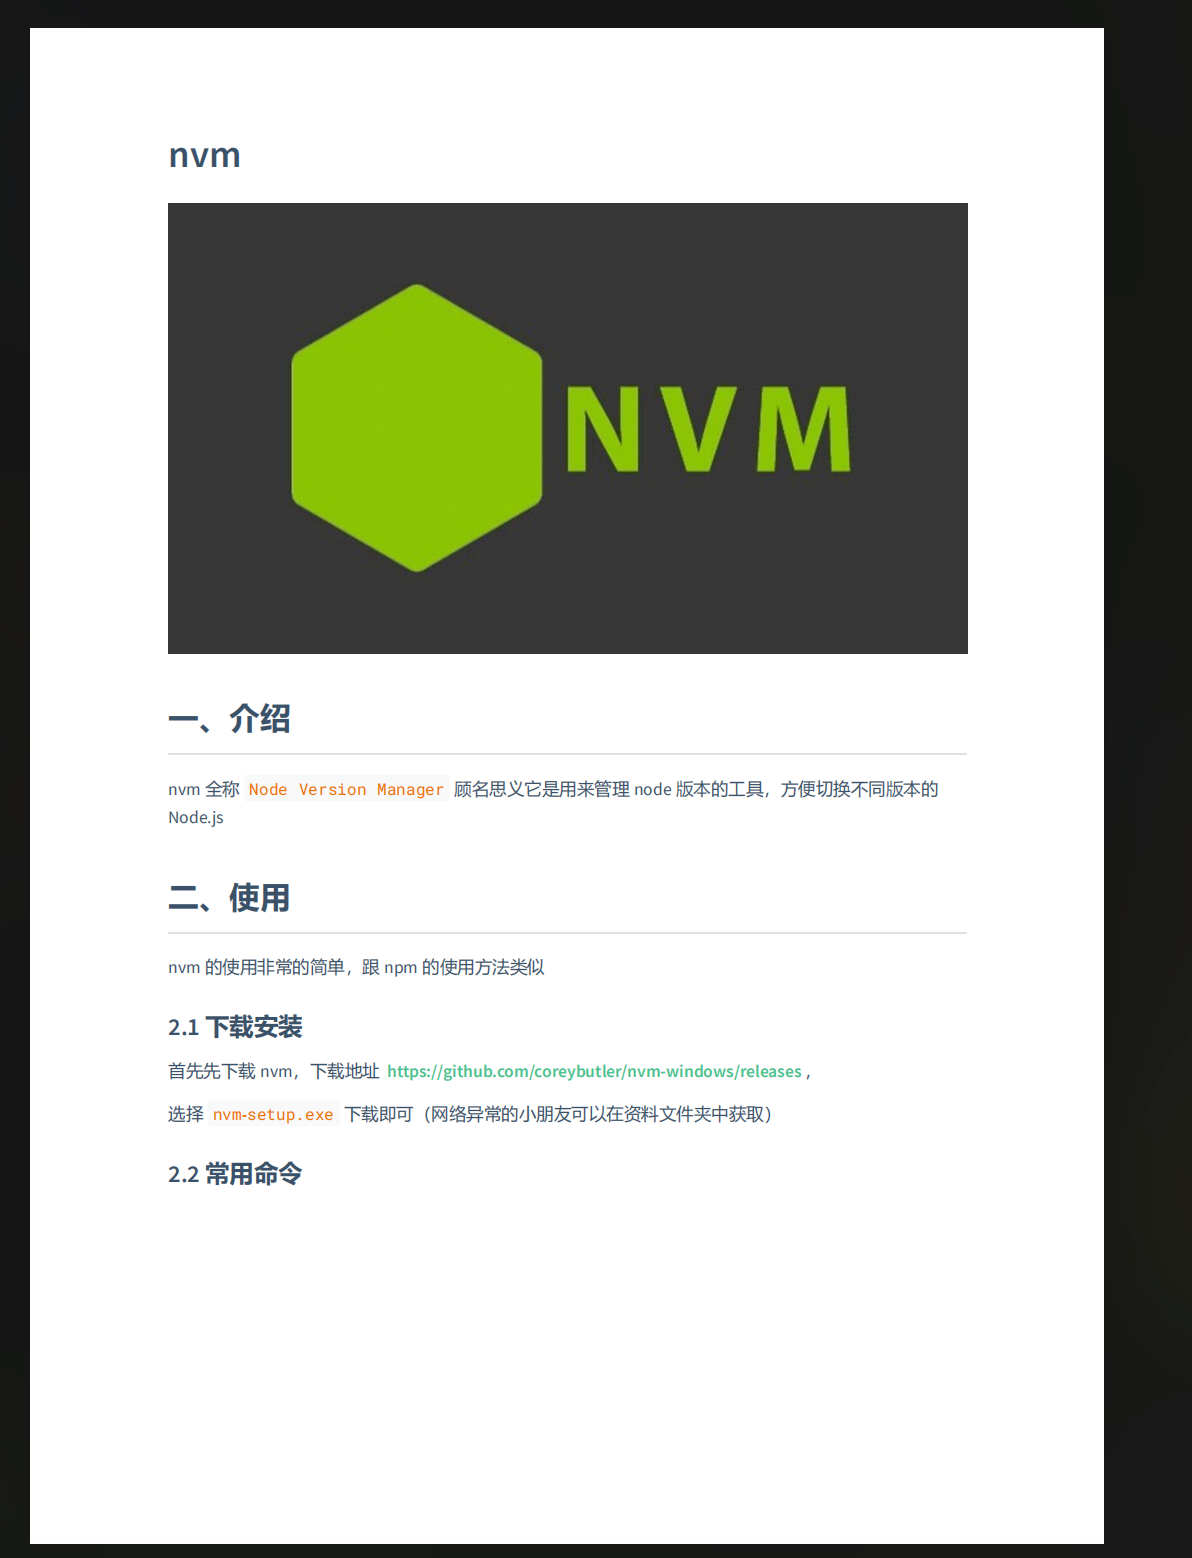 nvm
NVM
一、介绍
nvm 全称 Node Version Manager 顾名思义它是用来管理 node 版本的工具，方便切换不同版本的
Node.js
二、使用
nvm 的使用非常的简单，跟 npm 的使用方法类似
2.1 下载安装
首先先下载 nvm，下载地址 https://github.com/coreybutler/nvm-windows/releases ,
选择 nvm-setup.exe 下载即可（网络异常的小朋友可以在资料文件夹中获取）
2.2 常用命令